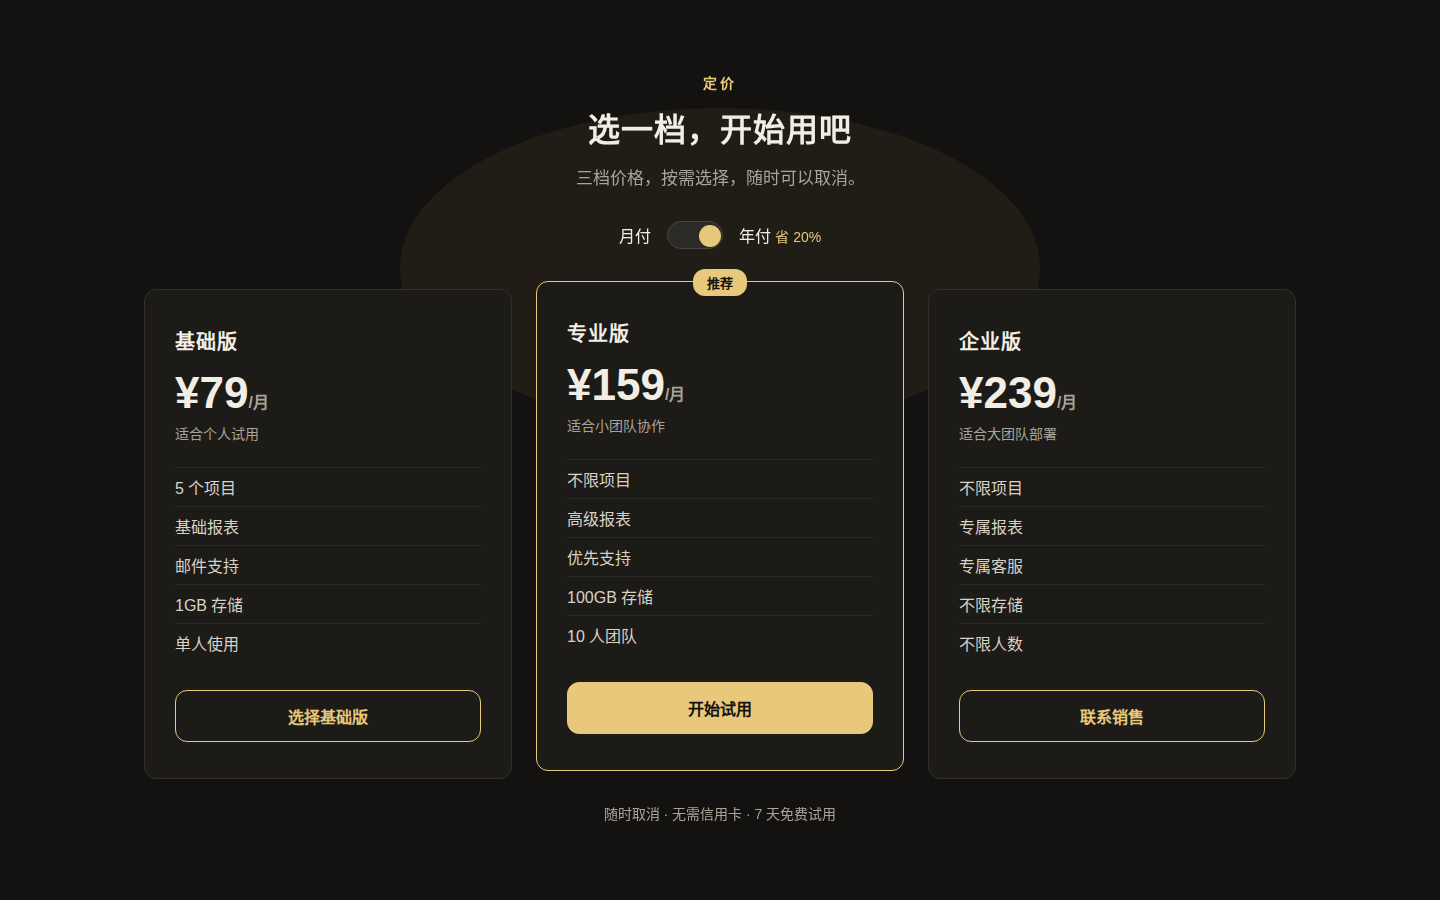 定价
选一档，开始用吧
三档价格，按需选择，随时可以取消。
月付
年付 省 20%
基础版
¥79/月
适合个人试用
5 个项目
基础报表
邮件支持
1GB 存储
单人使用
选择基础版
推荐
专业版
¥159/月
适合小团队协作
不限项目
高级报表
优先支持
100GB 存储
10 人团队
开始试用
企业版
¥239/月
适合大团队部署
不限项目
专属报表
专属客服
不限存储
不限人数
联系销售
随时取消 · 无需信用卡 · 7 天免费试用